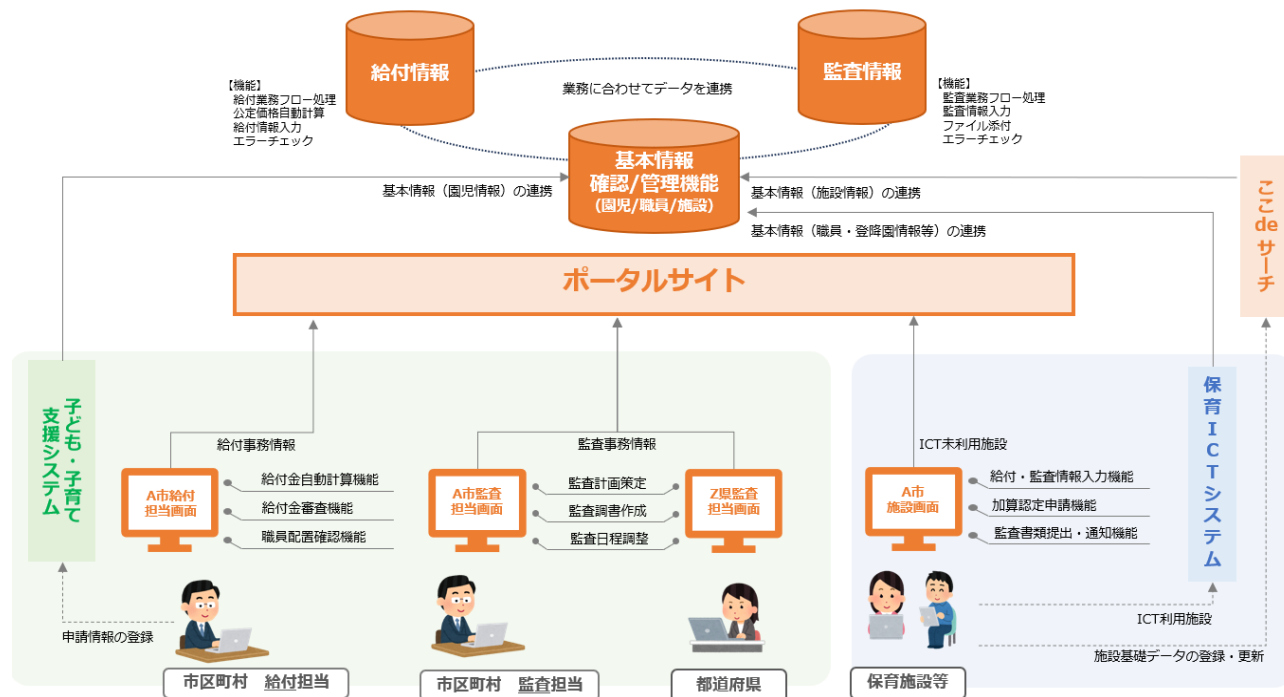 給付情報
【機能】
給付業務フロー処理
公定価格自動計算
給付情報入力
エラーチェック
業務に合わせてデータを連携
監査情報
【機能】
監査業務フロー処理
監査情報入力
ファイル添付
エラーチェック
基本情報
確認/管理機能
(園児/職員/施設)
基本情報（園児情報）の連携
基本情報（施設情報）の連携
基本情報（職員・登降園情報等）の連携
ここdeサーチ
ポータルサイト
子ども・子育て
支援システム
給付事務情報
A市給付
担当画面
給付金自動計算機能
給付金審査機能
職員配置確認機能
監査事務情報
A市監査
担当画面
監査計画策定
監査調書作成
監査日程調整
Z県監査
担当画面
ICT未利用施設
A市
施設画面
給付・監査情報入力機能
加算認定申請機能
監査書類提出・通知機能
保育ICTシステム
申請情報の登録
ICT利用施設
施設基礎データの登録・更新
市区町村　給付担当
市区町村　監査担当
都道府県
保育施設等